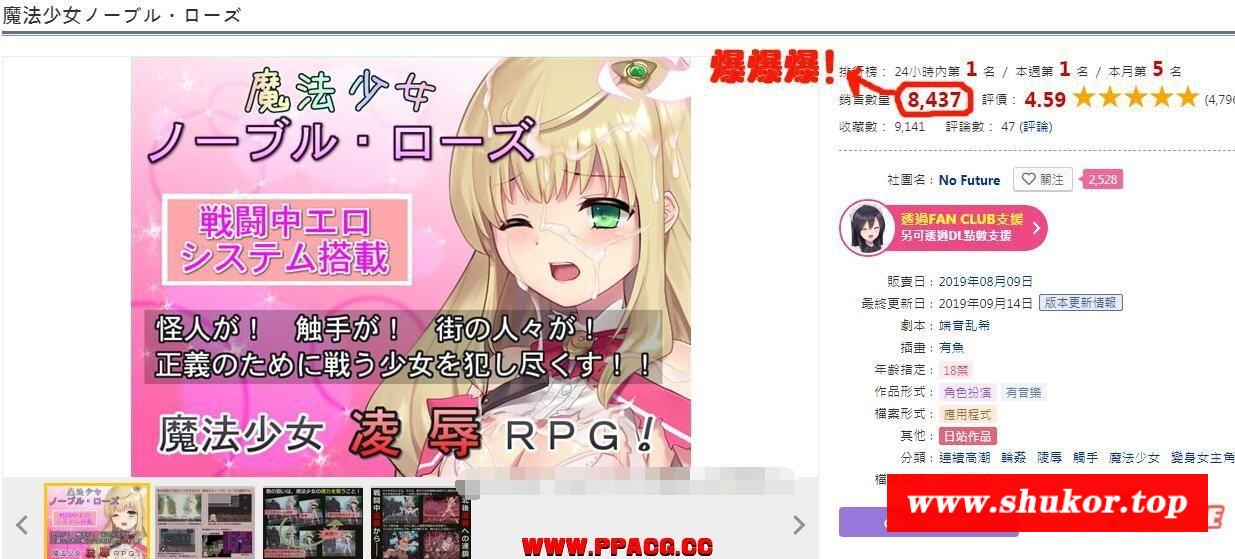 魔法少女ノーブル・ローズ
魔法少女
ノーブル・ローズ
戦闘中エロ
システム搭載
怪人が！ 触手が！ 街の人々が！
正義のために戦う少女を犯し尽くす！！
魔法少女 凌辱 RPG！
爆爆爆!
排行榜： 24小時內第 1 名 / 本週第 1 名 / 本月第 5 名
銷售數量 8,437 評價： 4.59 ★★★★★ (4,796
收藏數： 9,141 評論數： 47 (評論)
社團名： No Future 關注 2,528
透過FAN CLUB支援
另可透過DL點數支援
販賣日： 2019年08月09日
最終更新日： 2019年09月14日 版本更新情報
劇本： 端音乱希
插畫： 有魚
年齡指定： 18禁
作品形式： 角色扮演 有音樂
檔案形式： 應用程式
其他： 日站作品
分類： 連續高潮 輪姦 陵辱 觸手 魔法少女 變身女主角
www.shukor.top
WWW.PPACG.CC